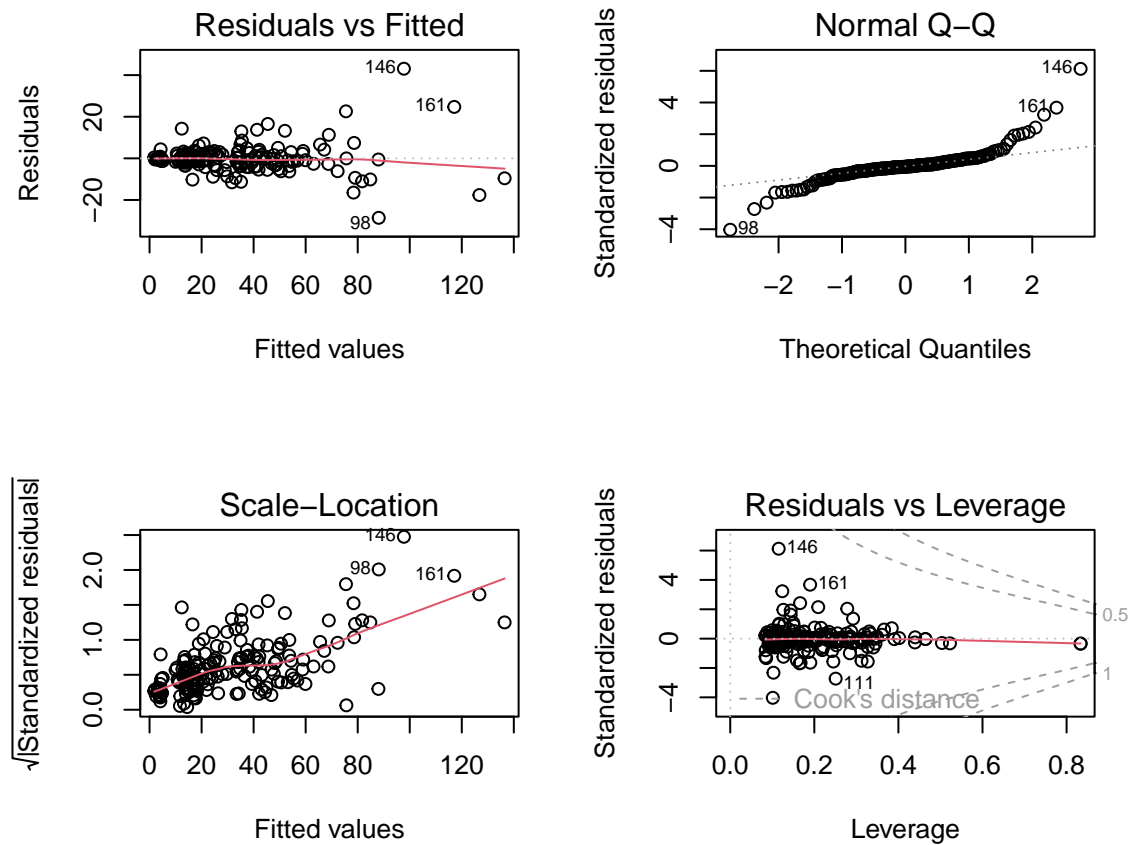 Residuals vs Fitted
Residuals
20
−20
146
161
98
0 20 40 60 80 120
Fitted values
Normal Q−Q
Standardized residuals
4
0
−4
146
161
98
−2 −1 0 1 2
Theoretical Quantiles
Scale−Location
√|Standardized residuals|
2.0
1.0
0.0
146
98
161
0 20 40 60 80 120
Fitted values
Residuals vs Leverage
Standardized residuals
4
0
−4
146
161
111
Cook's distance
0.5
1
0.0 0.2 0.4 0.6 0.8
Leverage